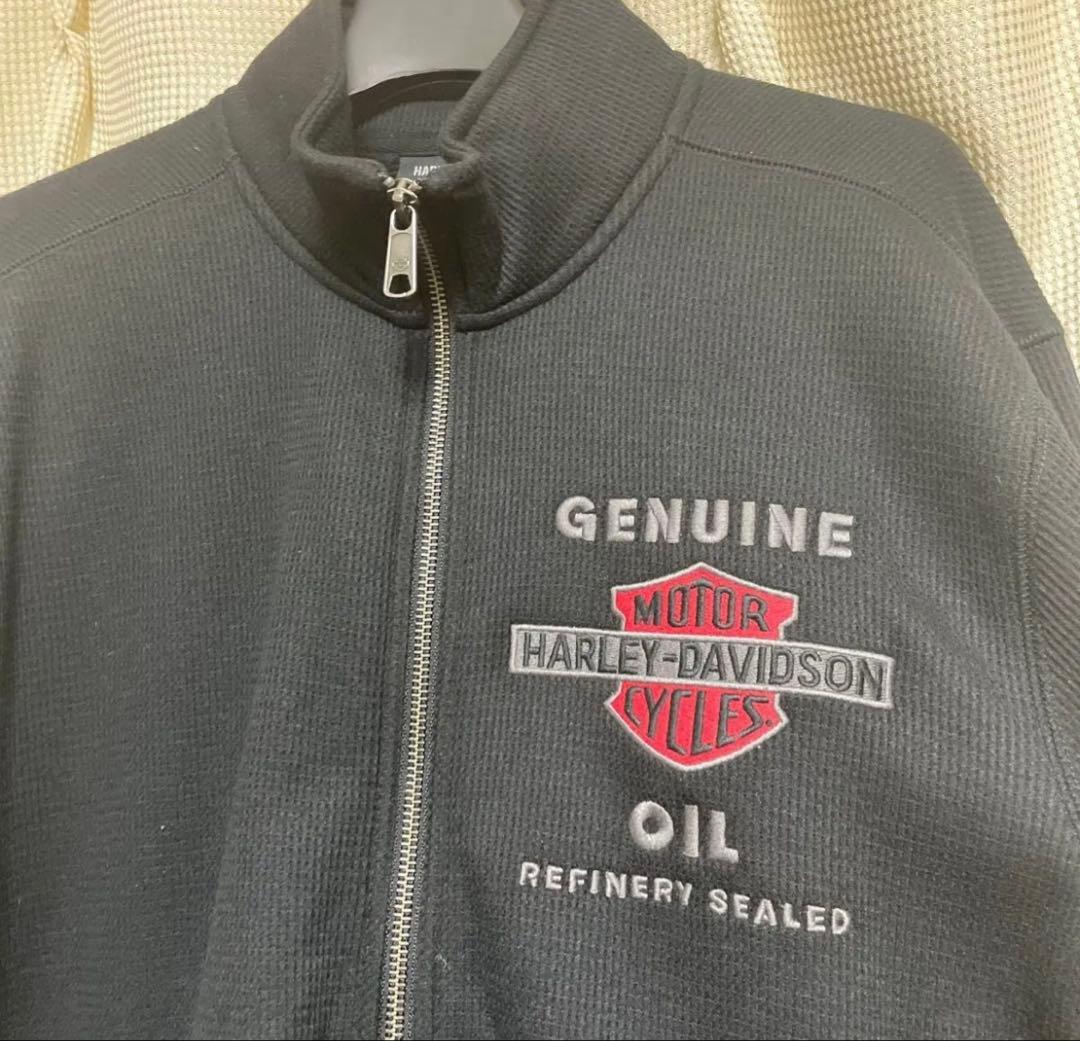 GENUINE
MOTOR
HARLEY-DAVIDSON
CYCLES.
OIL
REFINERY SEALED